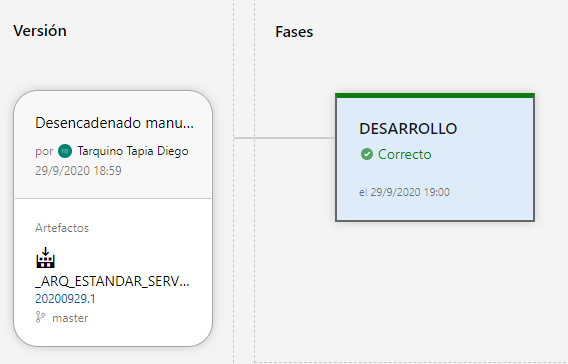 Versión
Desencadenado manu...
por TD Tarquino Tapia Diego
29/9/2020 18:59
Artefactos
_ARQ_ESTANDAR_SERV...
20200929.1
master
Fases
DESARROLLO
Correcto
el 29/9/2020 19:00